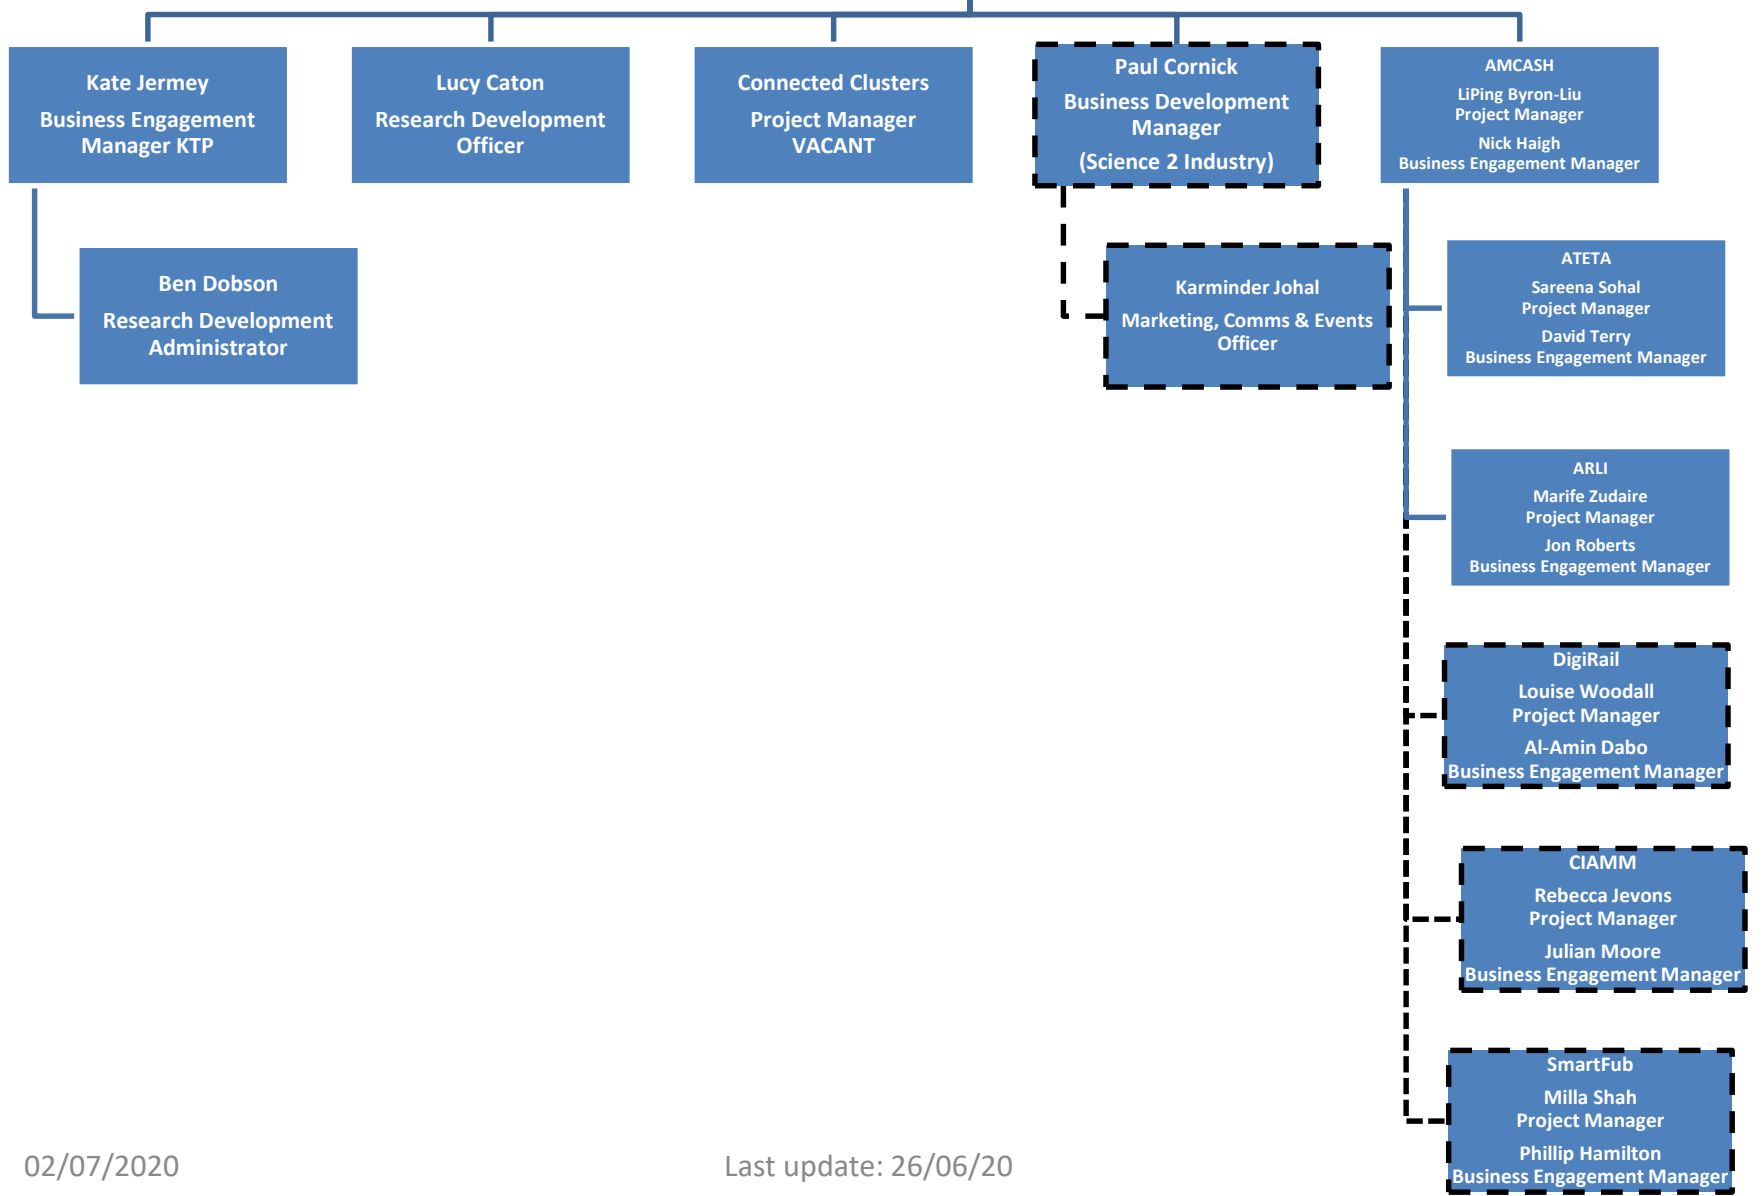 Kate Jermey
Business Engagement
Manager KTP
Lucy Caton
Research Development
Officer
Connected Clusters
Project Manager
VACANT
Paul Cornick
Business Development
Manager
(Science 2 Industry)
AMCASH
LiPing Byron-Liu
Project Manager
Nick Haigh
Business Engagement Manager
Ben Dobson
Research Development
Administrator
Karminder Johal
Marketing, Comms & Events
Officer
ATETA
Sareena Sohal
Project Manager
David Terry
Business Engagement Manager
ARLI
Marife Zudaire
Project Manager
Jon Roberts
Business Engagement Manager
DigiRail
Louise Woodall
Project Manager
Al-Amin Dabo
Business Engagement Manager
CIAMM
Rebecca Jevons
Project Manager
Julian Moore
Business Engagement Manager
SmartFub
Milla Shah
Project Manager
Phillip Hamilton
Business Engagement Manager
02/07/2020
Last update: 26/06/20